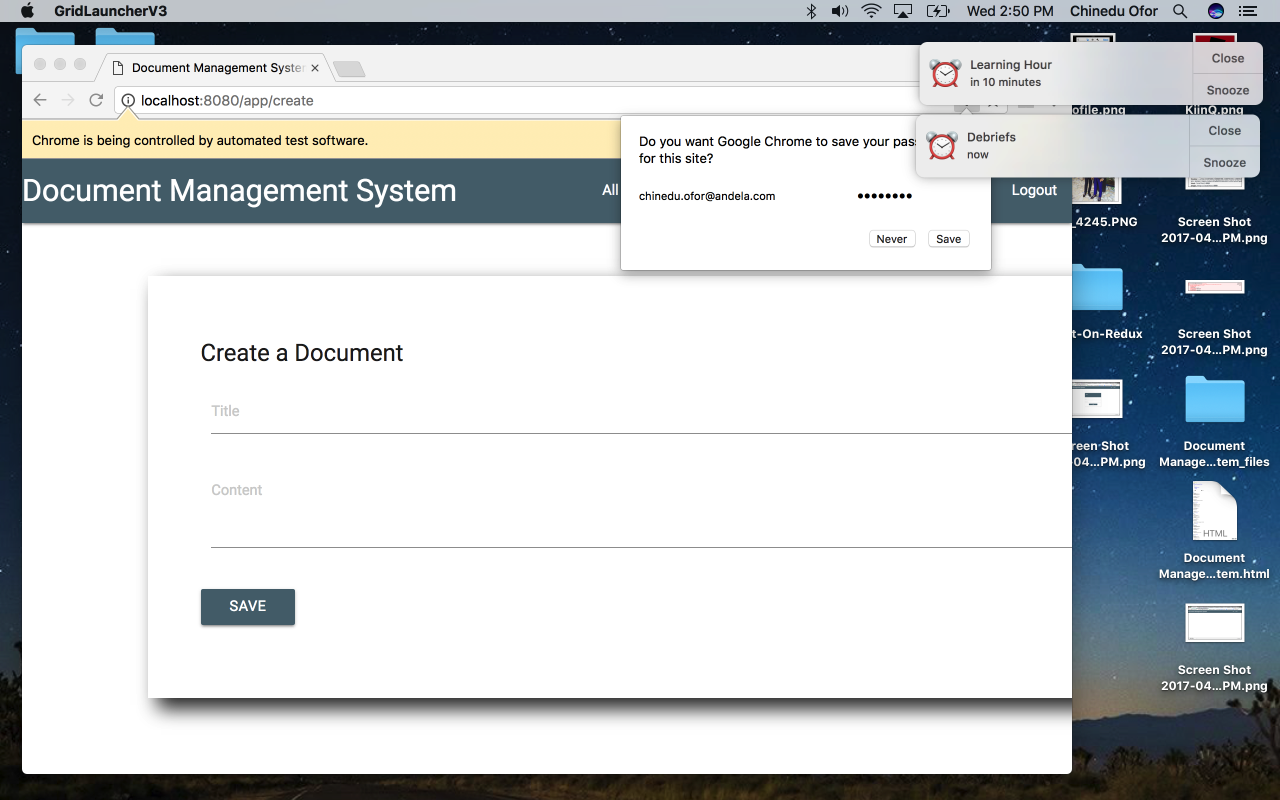 GridLauncherV3
Wed 2:50 PM Chinedu Ofor
Document Management Syste
localhost:8080/app/create
Chrome is being controlled by automated test software.
Document Management System
All
Logout
Do you want Google Chrome to save your pas
for this site?
chinedu.ofor@andela.com
Never
Save
Learning Hour
in 10 minutes
Close
Snooze
Debriefs
now
Close
Snooze
Create a Document
Title
Content
SAVE
ofile.png
KiinQ.png
_4245.PNG
Screen Shot
2017-04...PM.png
t-On-Redux
Screen Shot
2017-04...PM.png
reen Shot
04...PM.png
Document
Manage...tem_files
HTML
Document
Manage...tem.html
Screen Shot
2017-04...PM.png